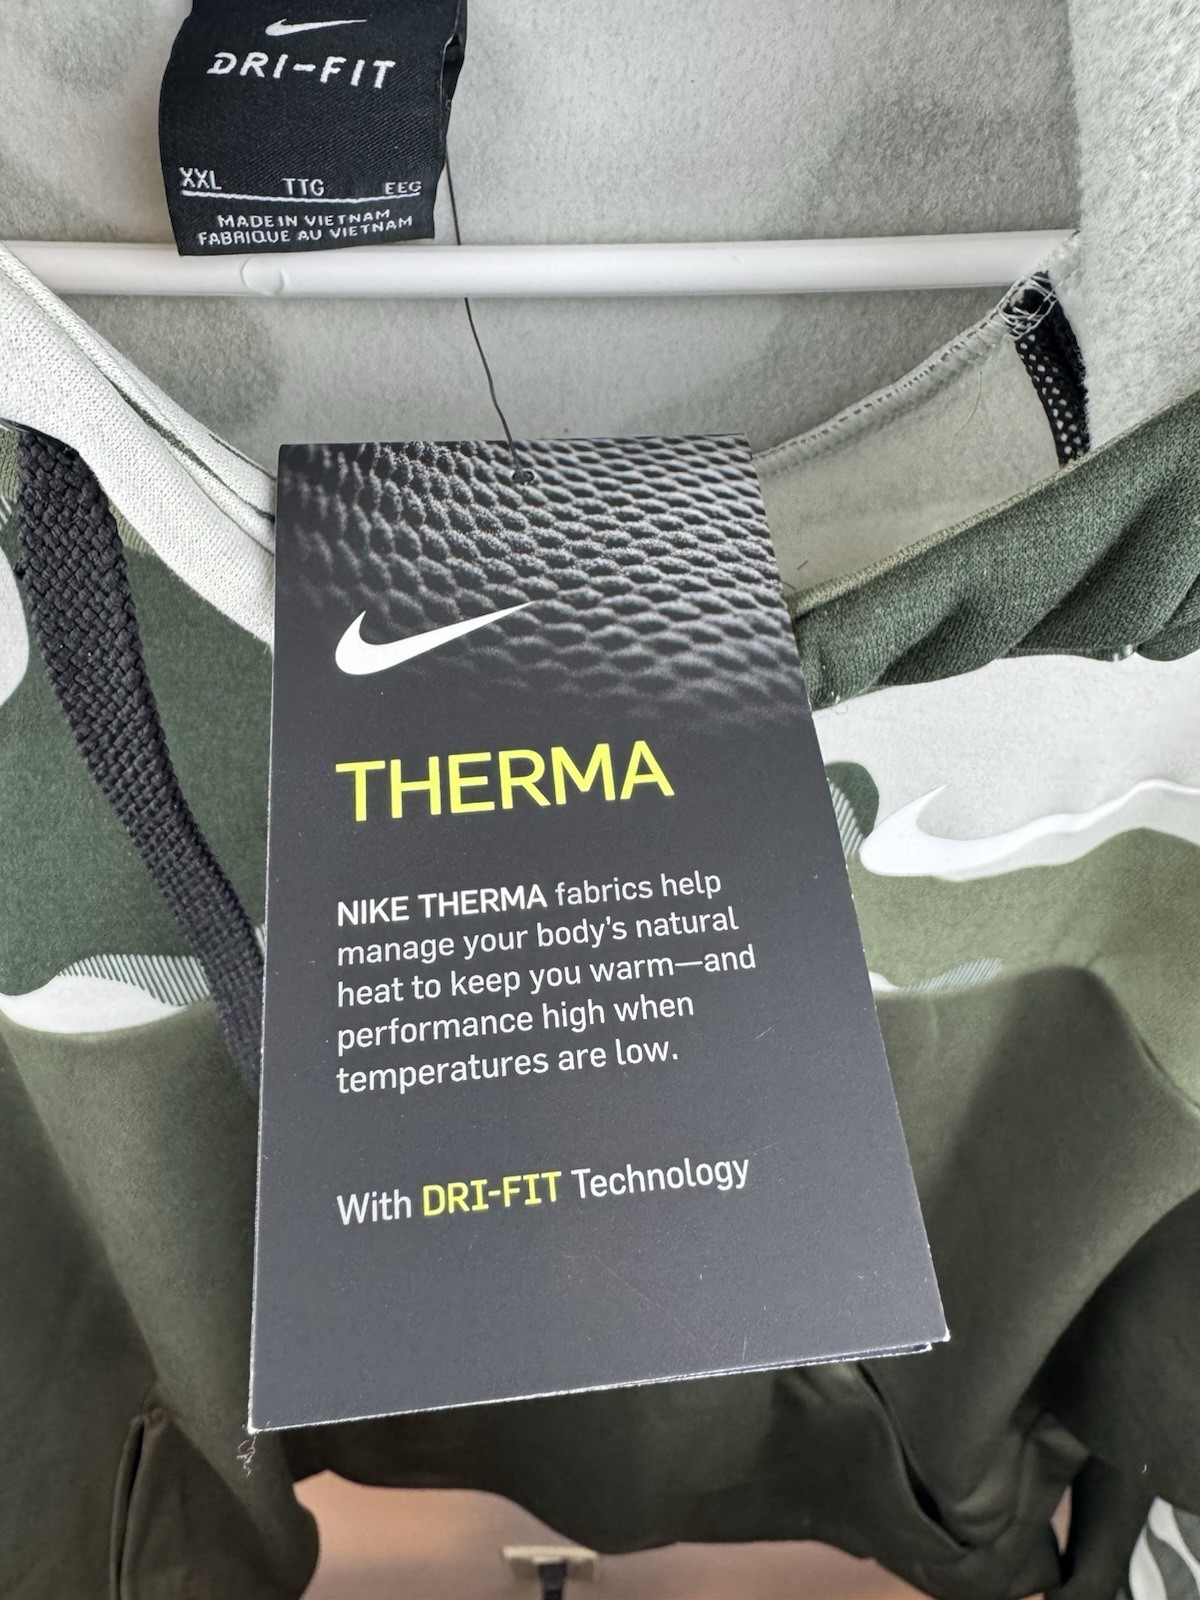 DRI-FIT
XXL TTG EEG
MADE IN VIETNAM
FABRIQUE AU VIETNAM
THERMA
NIKE THERMA fabrics help
manage your body's natural
heat to keep you warm—and
performance high when
temperatures are low.
With DRI-FIT Technology